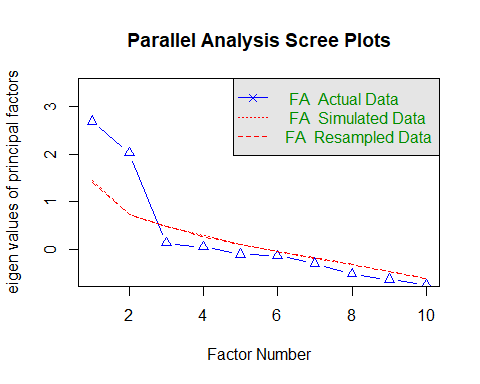 Parallel Analysis Scree Plots
eigen values of principal factors
3
2
1
0
FA Actual Data
FA Simulated Data
FA Resampled Data
2 4 6 8 10
Factor Number